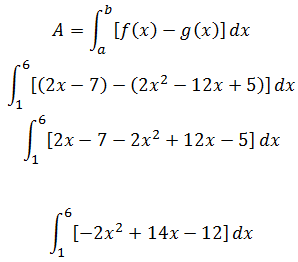 A = ∫_a^b [f(x) − g(x)] dx
∫_1^6 [(2x − 7) − (2x² − 12x + 5)] dx
∫_1^6 [2x − 7 − 2x² + 12x − 5] dx
∫_1^6 [−2x² + 14x − 12] dx